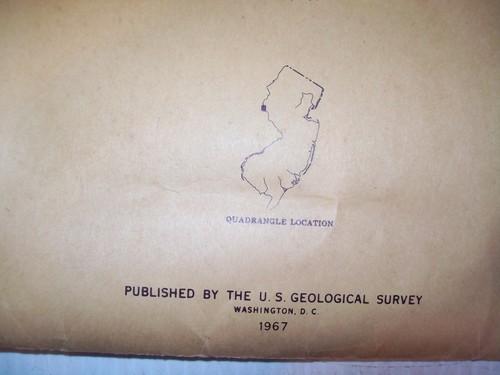 QUADRANGLE LOCATION
PUBLISHED BY THE U. S. GEOLOGICAL SURVEY
WASHINGTON, D. C.
1967